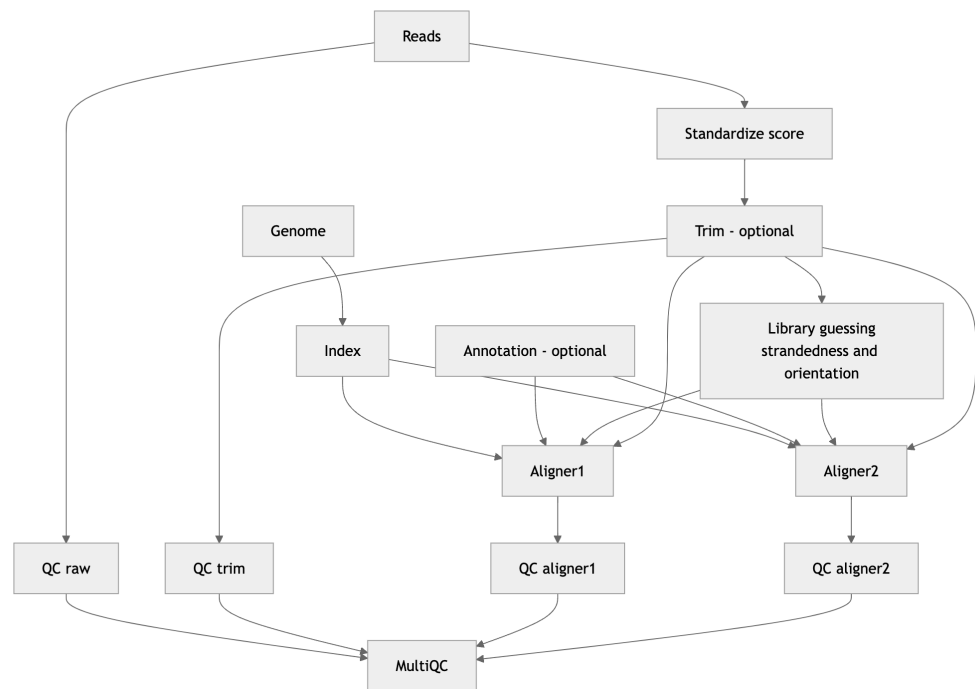 Reads
Standardize score
Genome
Trim - optional
Index
Annotation - optional
Library guessing
strandedness and
orientation
Aligner1
Aligner2
QC raw
QC trim
QC aligner1
QC aligner2
MultiQC